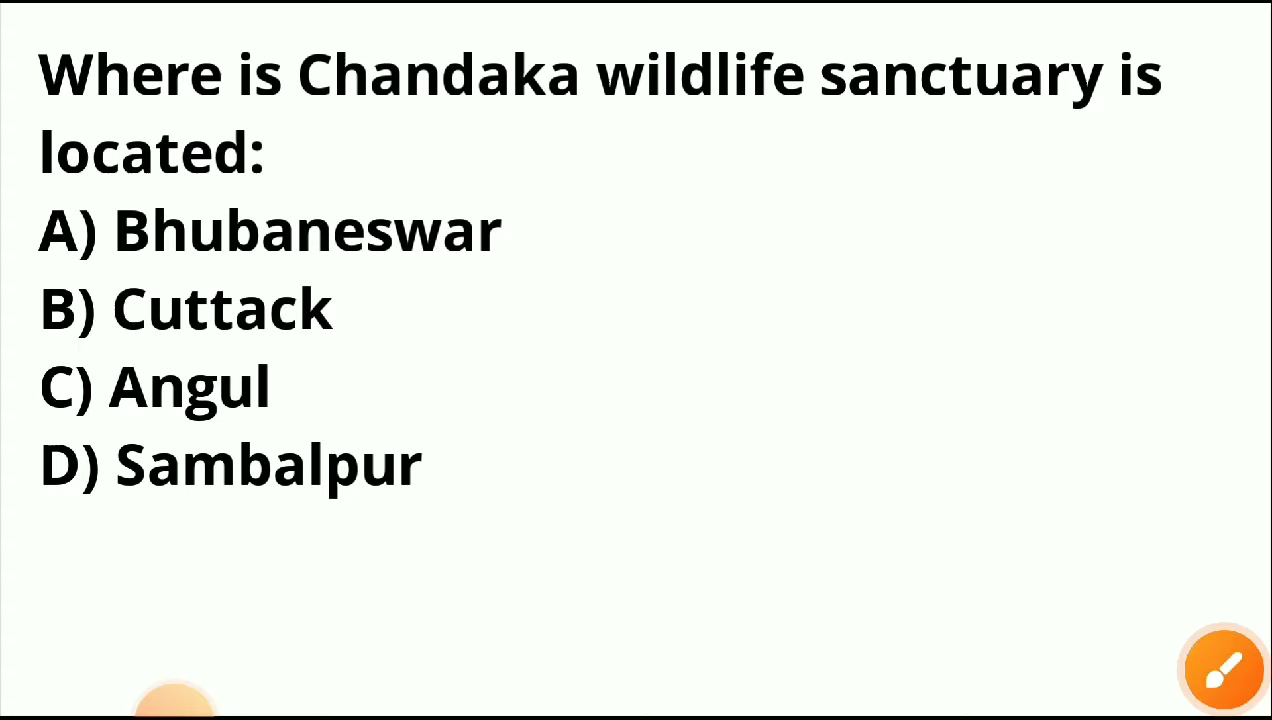 Where is Chandaka wildlife sanctuary is
located:
A) Bhubaneswar
B) Cuttack
C) Angul
D) Sambalpur